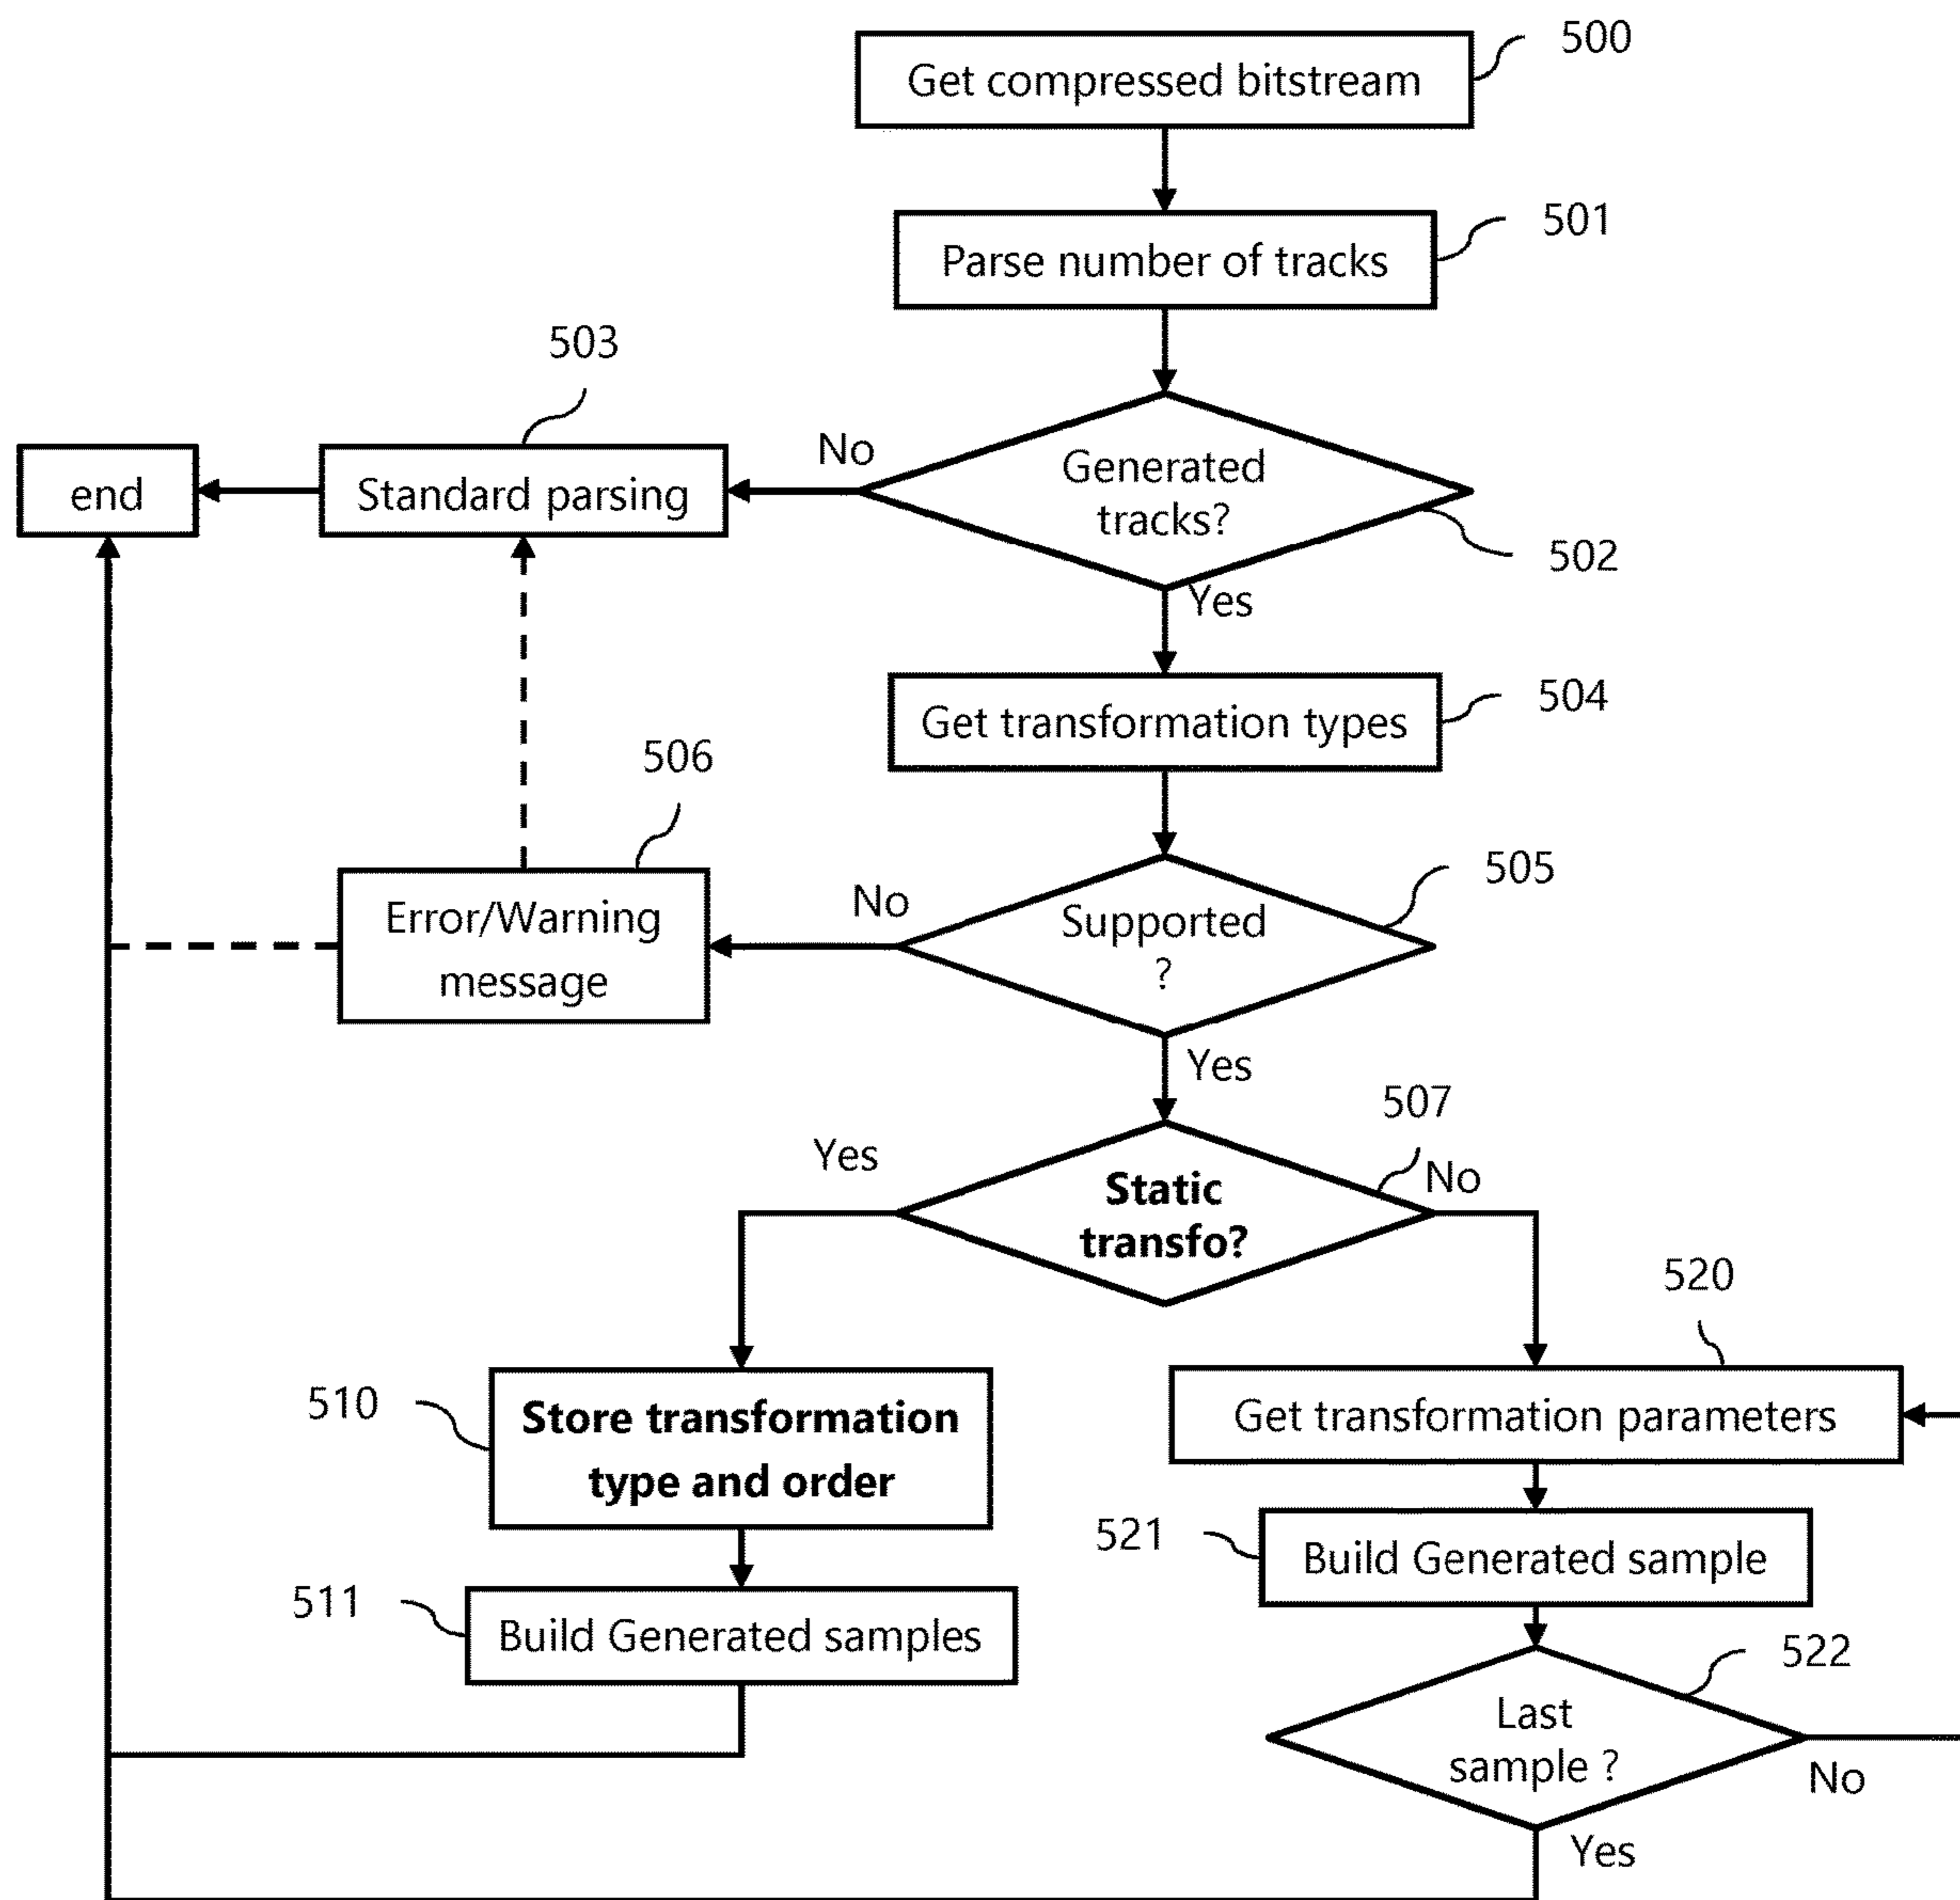 500
Get compressed bitstream
501
Parse number of tracks
503
No
end
Standard parsing
Generated
tracks?
502
Yes
504
Get transformation types
506
505
No
Error/Warning
message
Supported
?
Yes
507
Yes
No
Static
transfo?
520
510
Store transformation
type and order
Get transformation parameters
521
Build Generated sample
511
Build Generated samples
522
Last
sample ?
No
Yes